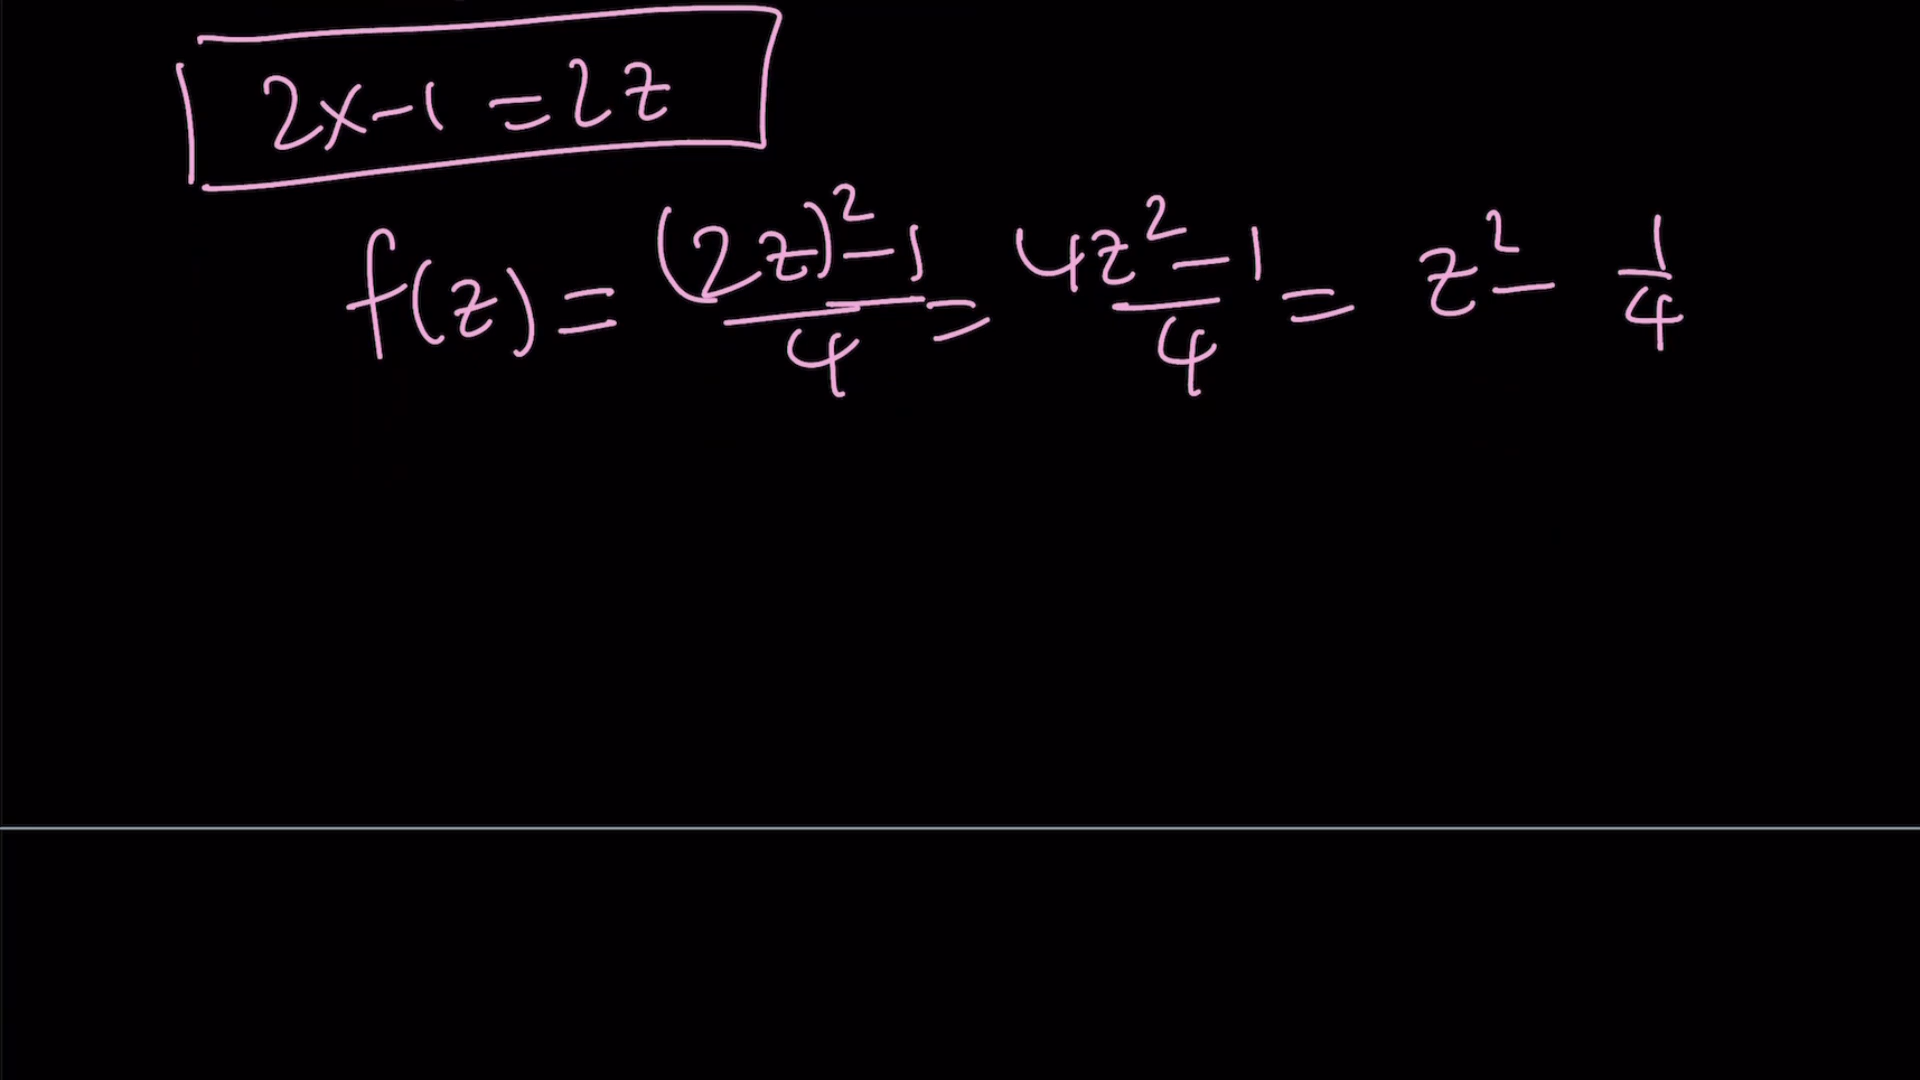 2x-1 = 2z
f(z) = (2z)²-1/4 = 4z²-1/4 = z² - 1/4